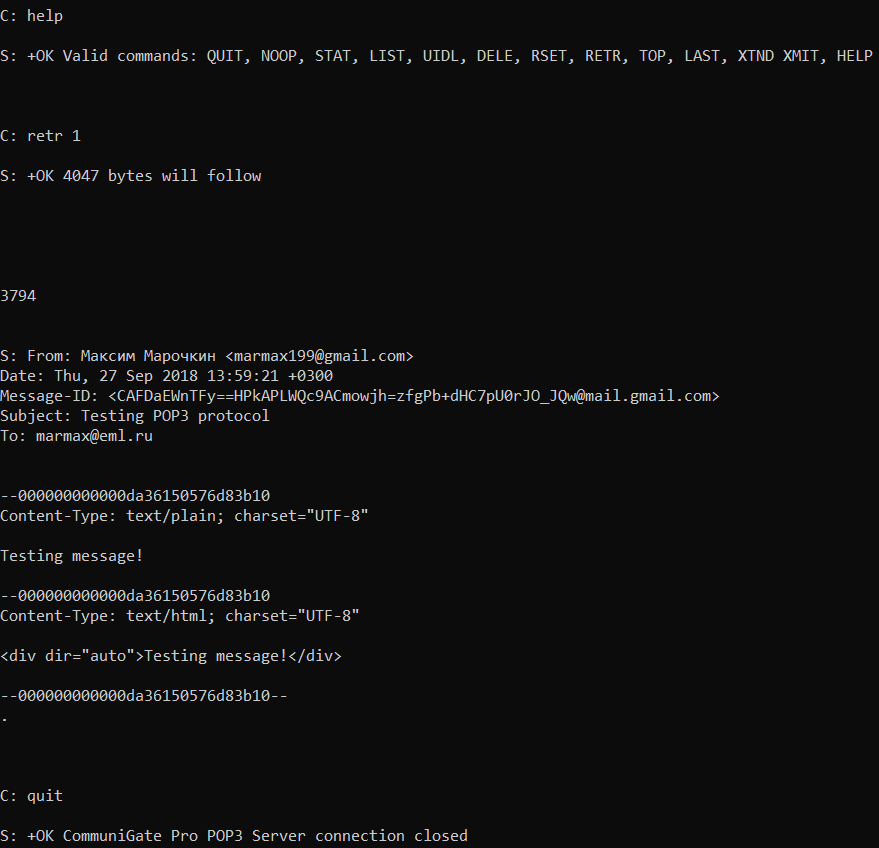 C: help
S: +OK Valid commands: QUIT, NOOP, STAT, LIST, UIDL, DELE, RSET, RETR, TOP, LAST, XTND XMIT, HELP
C: retr 1
S: +OK 4047 bytes will follow
3794
S: From: Максим Марочкин <marmax199@gmail.com>
Date: Thu, 27 Sep 2018 13:59:21 +0300
Message-ID: <CAFDaEWnTFy==HPkAPLWQc9ACmowjh=zfgPb+dHC7pU0rJO_JQw@mail.gmail.com>
Subject: Testing POP3 protocol
To: marmax@eml.ru
--000000000000da36150576d83b10
Content-Type: text/plain; charset="UTF-8"
Testing message!
--000000000000da36150576d83b10
Content-Type: text/html; charset="UTF-8"
<div dir="auto">Testing message!</div>
--000000000000da36150576d83b10--
.
C: quit
S: +OK CommuniGate Pro POP3 Server connection closed